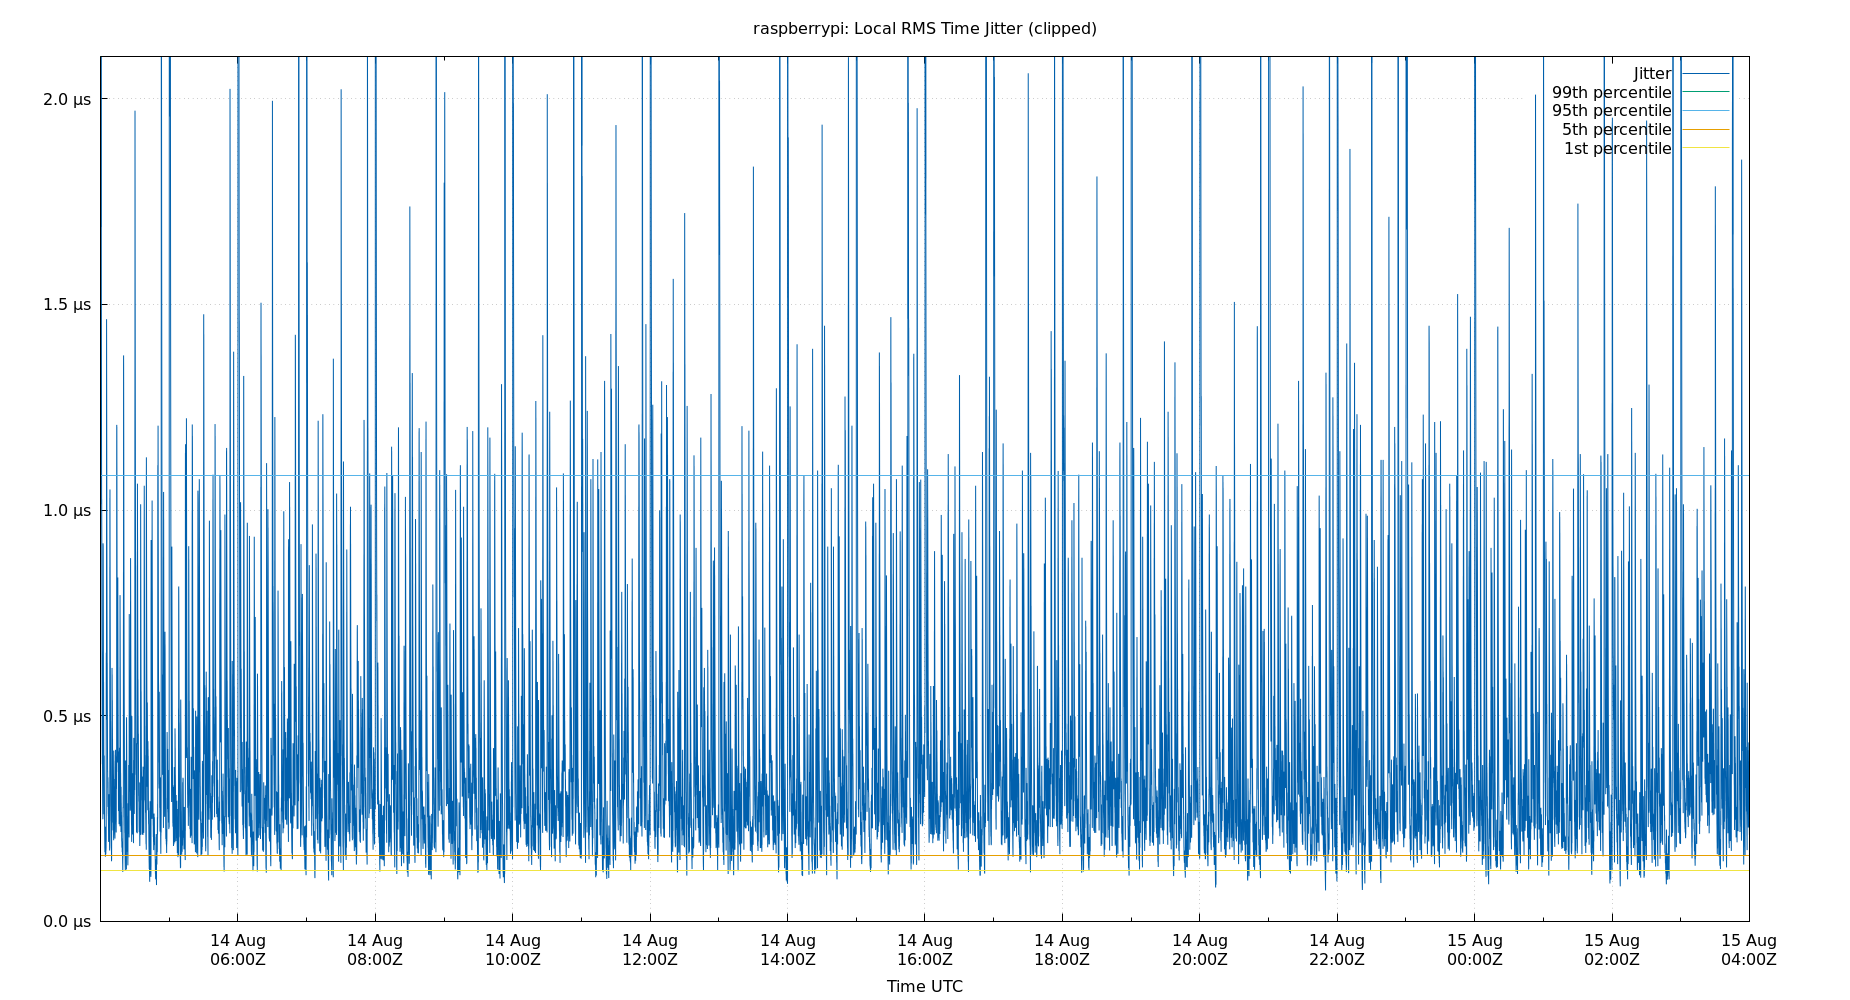 raspberrypi: Local RMS Time Jitter (clipped)
Jitter
99th percentile
95th percentile
5th percentile
1st percentile
2.0 µs
1.5 µs
1.0 µs
0.5 µs
0.0 µs
14 Aug 14 Aug 14 Aug 14 Aug 14 Aug 14 Aug 14 Aug 14 Aug 14 Aug 15 Aug 15 Aug 15 Aug
06:00Z 08:00Z 10:00Z 12:00Z 14:00Z 16:00Z 18:00Z 20:00Z 22:00Z 00:00Z 02:00Z 04:00Z
Time UTC